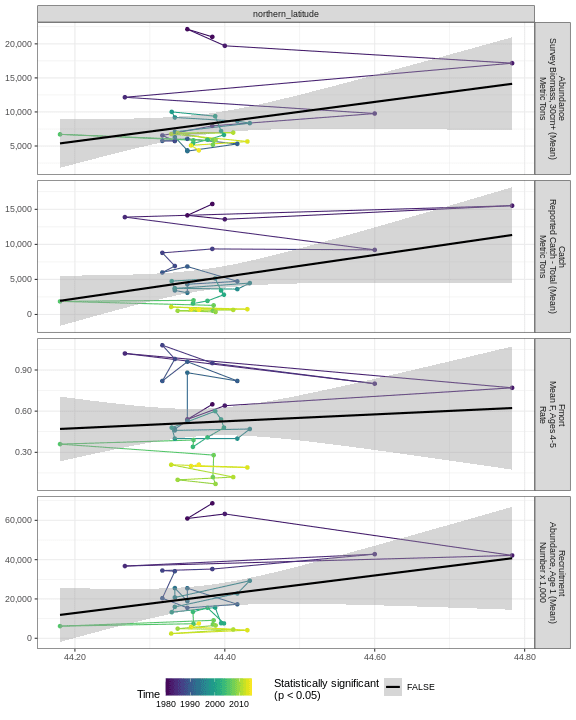 northern_latitude
20,000
15,000
10,000
5,000
Abundance
Survey Biomass, 30cm+ (Mean)
Metric Tons
15,000
10,000
5,000
0
Catch
Reported Catch - Total (Mean)
Metric Tons
0.90
0.60
0.30
Fmort
Mean F, Ages 4-5
Rate
60,000
40,000
20,000
0
Recruitment
Abundance, Age 1 (Mean)
Number x 1,000
44.20 44.40 44.60 44.80
Time
1980 1990 2000 2010
Statistically significant
(p < 0.05)
FALSE